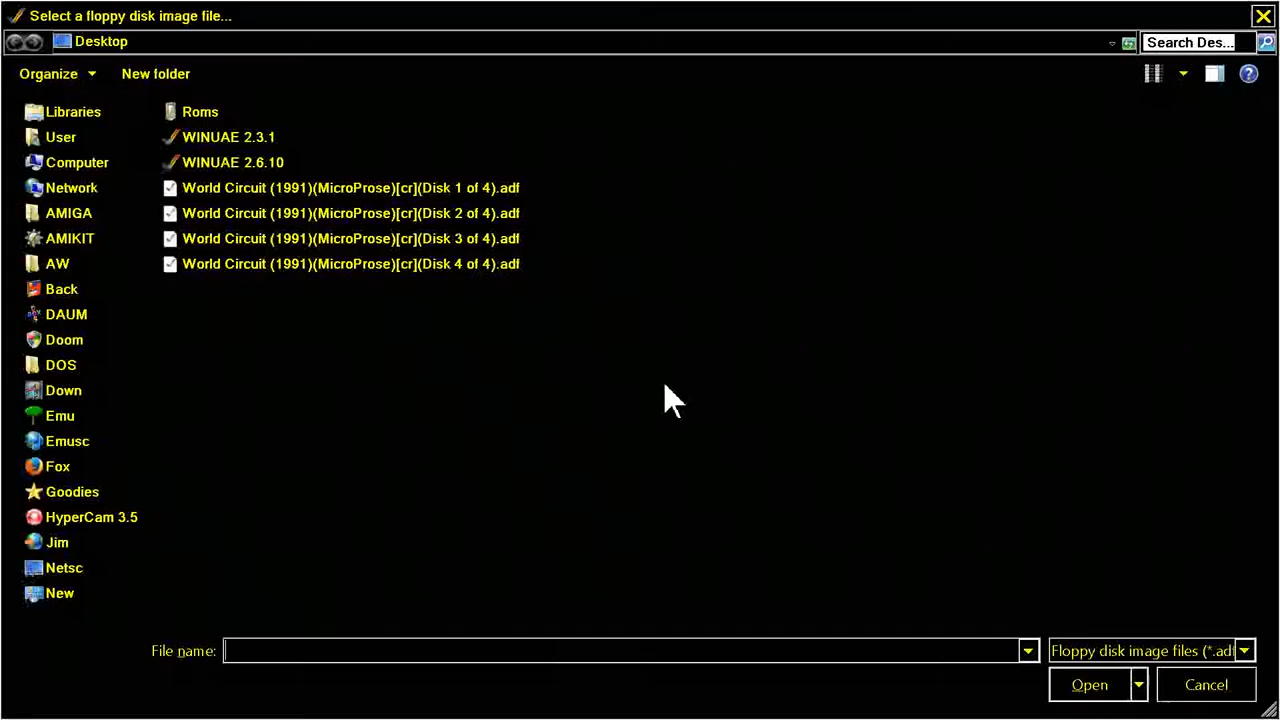 Select a floppy disk image file...
Desktop
Search Des...
Organize
New folder
Libraries
User
Computer
Network
AMIGA
AMIKIT
AW
Back
DAUM
Doom
DOS
Down
Emu
Emusc
Fox
Goodies
HyperCam 3.5
Jim
Netsc
New
Roms
WINUAE 2.3.1
WINUAE 2.6.10
World Circuit (1991)(MicroProse)[cr](Disk 1 of 4).adf
World Circuit (1991)(MicroProse)[cr](Disk 2 of 4).adf
World Circuit (1991)(MicroProse)[cr](Disk 3 of 4).adf
World Circuit (1991)(MicroProse)[cr](Disk 4 of 4).adf
File name:
Floppy disk image files (*.adf
Open
Cancel